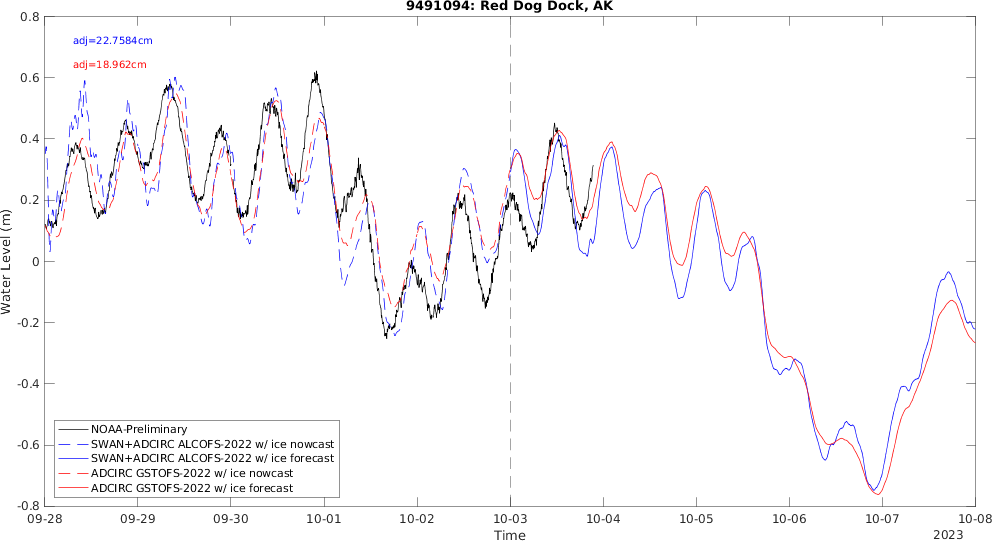 9491094: Red Dog Dock, AK
adj=22.7584cm
adj=18.962cm
Water Level (m)
0.8
0.6
0.4
0.2
0
-0.2
-0.4
-0.6
-0.8
NOAA-Preliminary
SWAN+ADCIRC ALCOFS-2022 w/ ice nowcast
SWAN+ADCIRC ALCOFS-2022 w/ ice forecast
ADCIRC GSTOFS-2022 w/ ice nowcast
ADCIRC GSTOFS-2022 w/ ice forecast
09-28 09-29 09-30 10-01 10-02 10-03 10-04 10-05 10-06 10-07 10-08
Time
2023